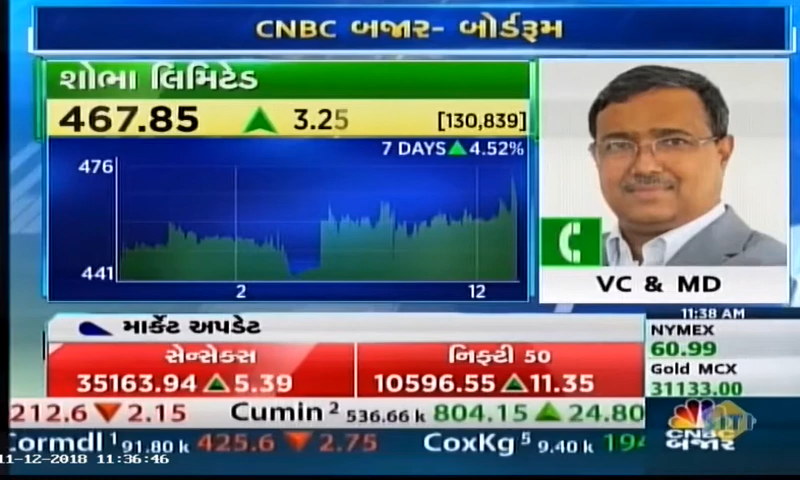 CNBC બજાર- બોર્ડરૂમ
શોભા લિમિટેડ
467.85 3.25 [130,839]
7 DAYS 4.52%
476
441
2 12
VC & MD
11:38 AM
માર્કેટ અપડેટ
સેન્સેક્સ
35163.94 5.39
નિફ્ટી 50
10596.55 11.35
NYMEX
60.99
Gold MCX
31133.00
212.6 2.15 Cumin 2 536.66 k 804.15 24.80
Cormdl 1 91.80 k 425.6 2.75 CoxKg 5 9.40 k 194
11-12-2018 11:36:46
CNBC
બજાર